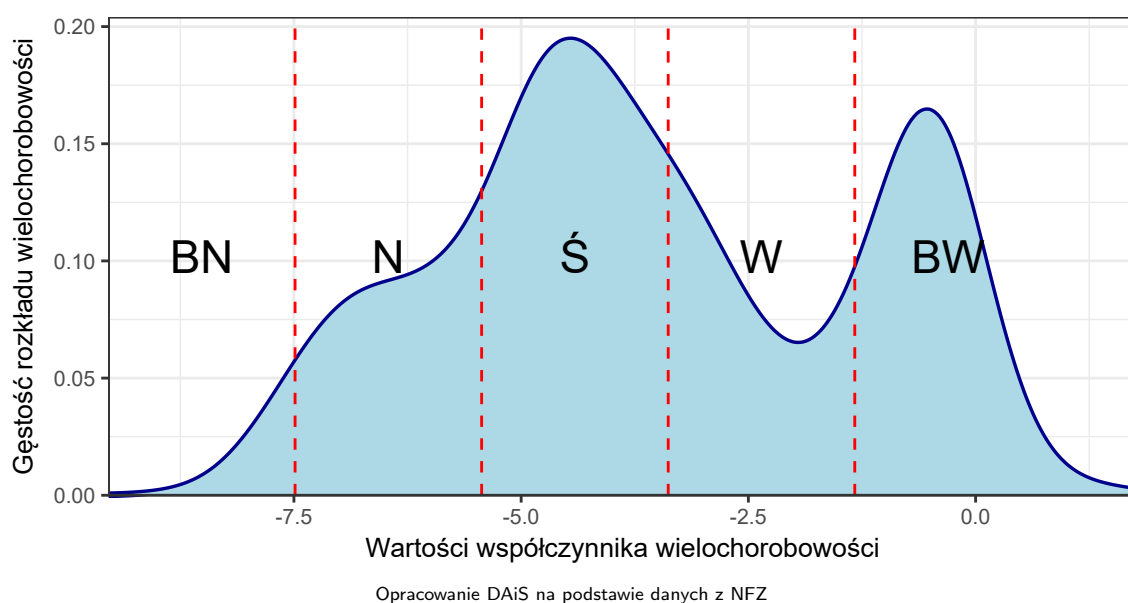 Gęstość rozkładu wielochorobowości
0.20
0.15
0.10
0.05
0.00
BN N Ś W BW
-7.5 -5.0 -2.5 0.0
Wartości współczynnika wielochorobowości
Opracowanie DAiS na podstawie danych z NFZ